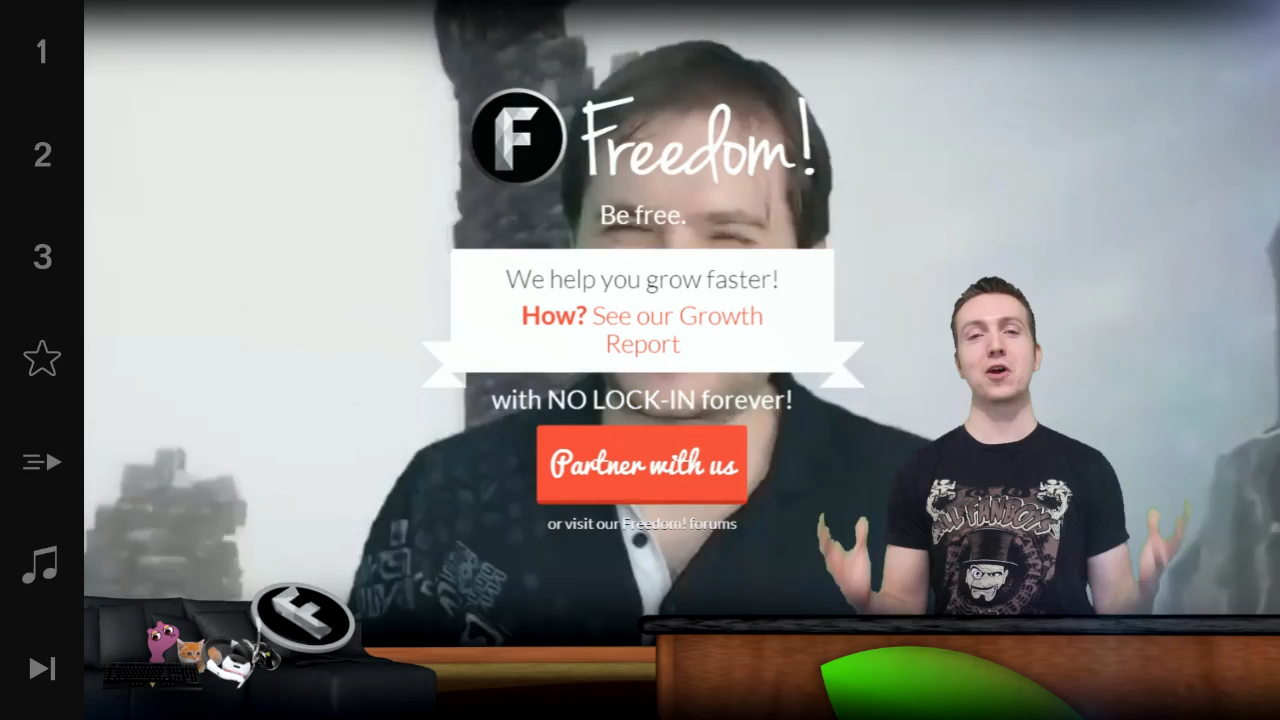 1
2
3
F Freedom!
Be free.
We help you grow faster!
How? See our Growth
Report
with NO LOCK-IN forever!
Partner with us
or visit our Freedom! forums
FANBOYS
F